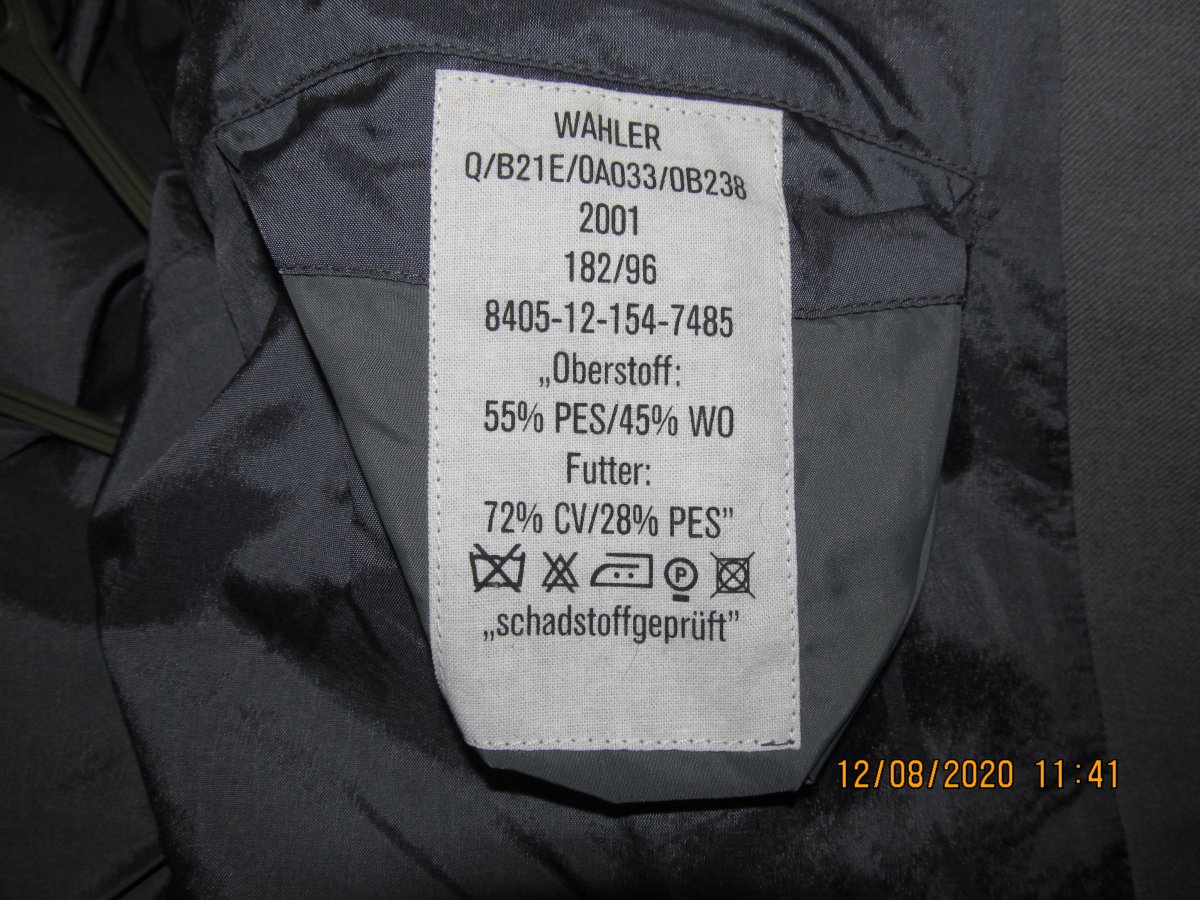 WAHLER
Q/B21E/0A033/0B238
2001
182/96
8405-12-154-7485
„Oberstoff:
55% PES/45% WO
Futter:
72% CV/28% PES”
P
„schadstoffgeprüft”
12/08/2020 11:41